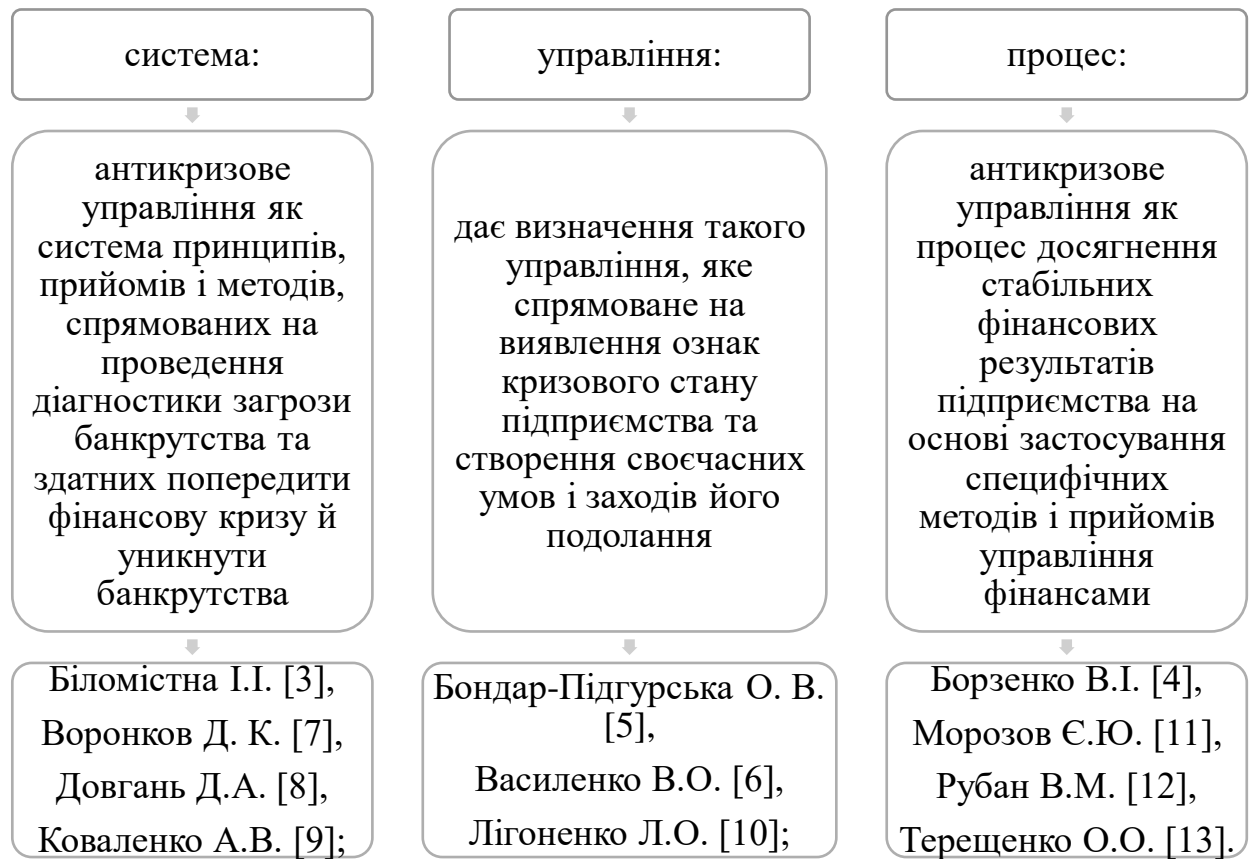 система:
антикризове
управління як
система принципів,
прийомів і методів,
спрямованих на
проведення
діагностики загрози
банкрутства та
здатних попередити
фінансову кризу й
уникнути
банкрутства
Біломістна І.І. [3],
Воронков Д. К. [7],
Довгань Д.А. [8],
Коваленко А.В. [9];
управління:
дає визначення такого
управління, яке
спрямоване на
виявлення ознак
кризового стану
підприємства та
створення своєчасних
умов і заходів його
подолання
Бондар-Підгурська О. В.
[5],
Василенко В.О. [6],
Лігоненко Л.О. [10];
процес:
антикризове
управління як
процес досягнення
стабільних
фінансових
результатів
підприємства на
основі застосування
специфічних
методів і прийомів
управління
фінансами
Борзенко В.І. [4],
Морозов Є.Ю. [11],
Рубан В.М. [12],
Терещенко О.О. [13].